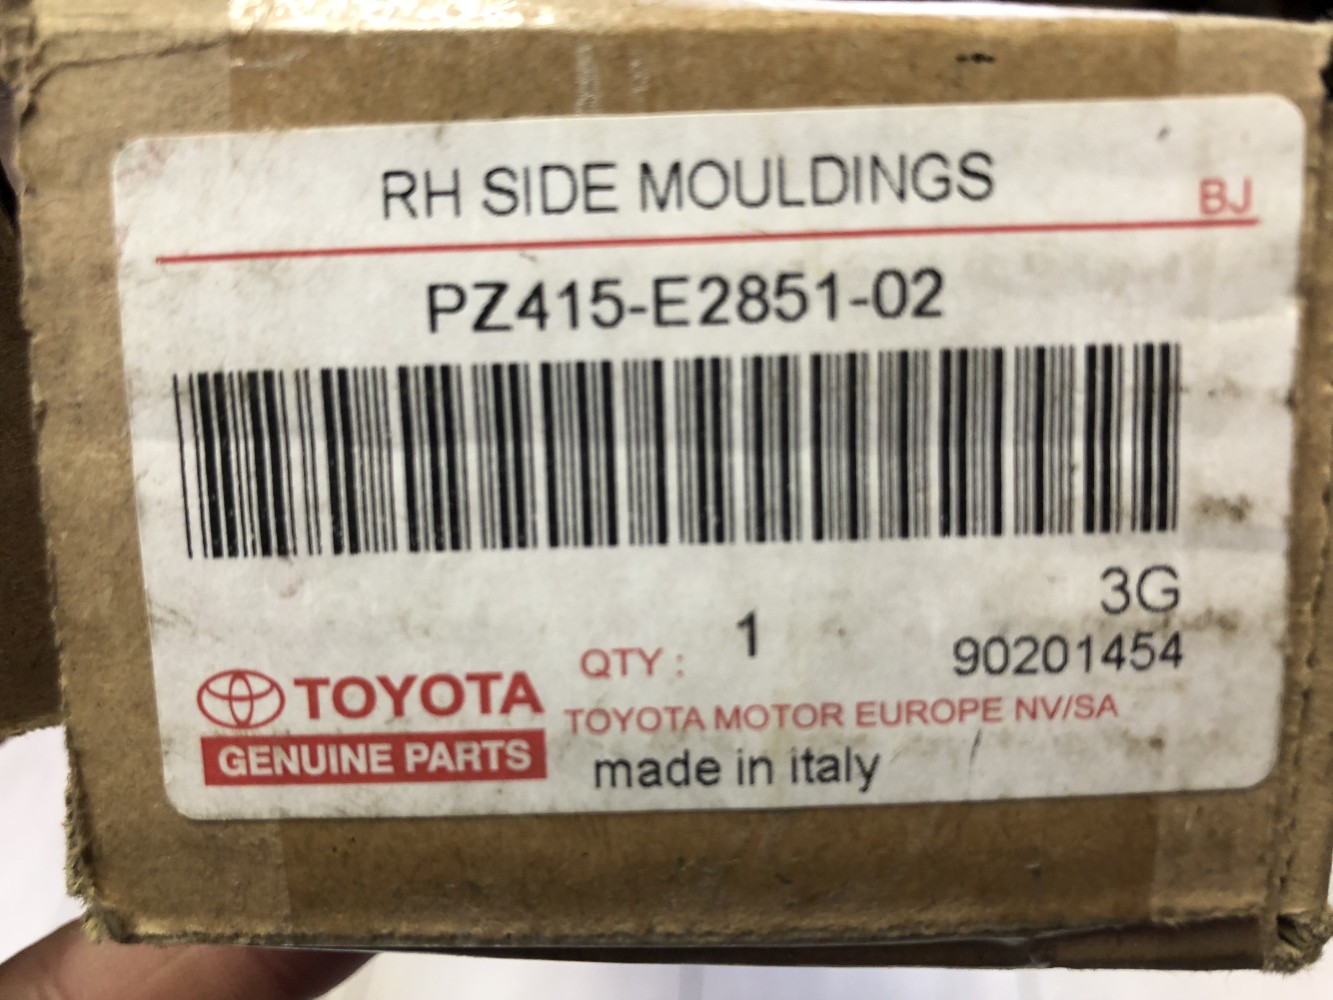 RH SIDE MOULDINGS
BJ
PZ415-E2851-02
3G
QTY : 1
90201454
TOYOTA
GENUINE PARTS
TOYOTA MOTOR EUROPE NV/SA
made in italy